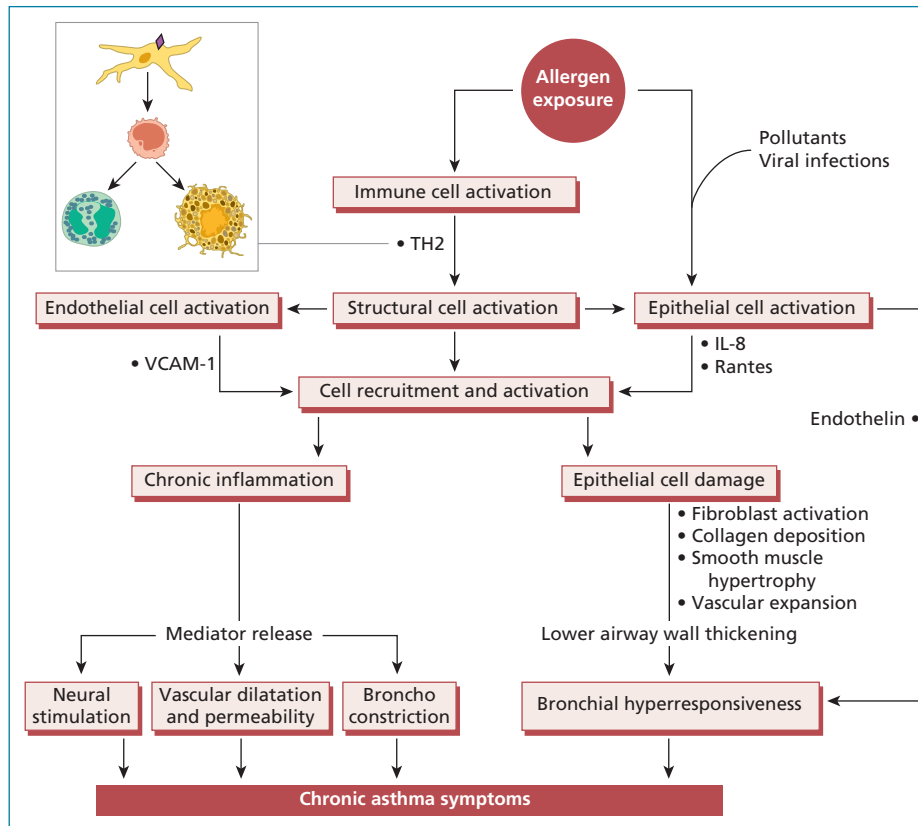 Allergen
exposure
Pollutants
Viral infections
Immune cell activation
• TH2
Endothelial cell activation
Structural cell activation
Epithelial cell activation
• VCAM-1
• IL-8
• Rantes
Cell recruitment and activation
Endothelin •
Chronic inflammation
Epithelial cell damage
• Fibroblast activation
• Collagen deposition
• Smooth muscle
hypertrophy
• Vascular expansion
Mediator release
Lower airway wall thickening
Neural
stimulation
Vascular dilatation
and permeability
Broncho
constriction
Bronchial hyperresponsiveness
Chronic asthma symptoms